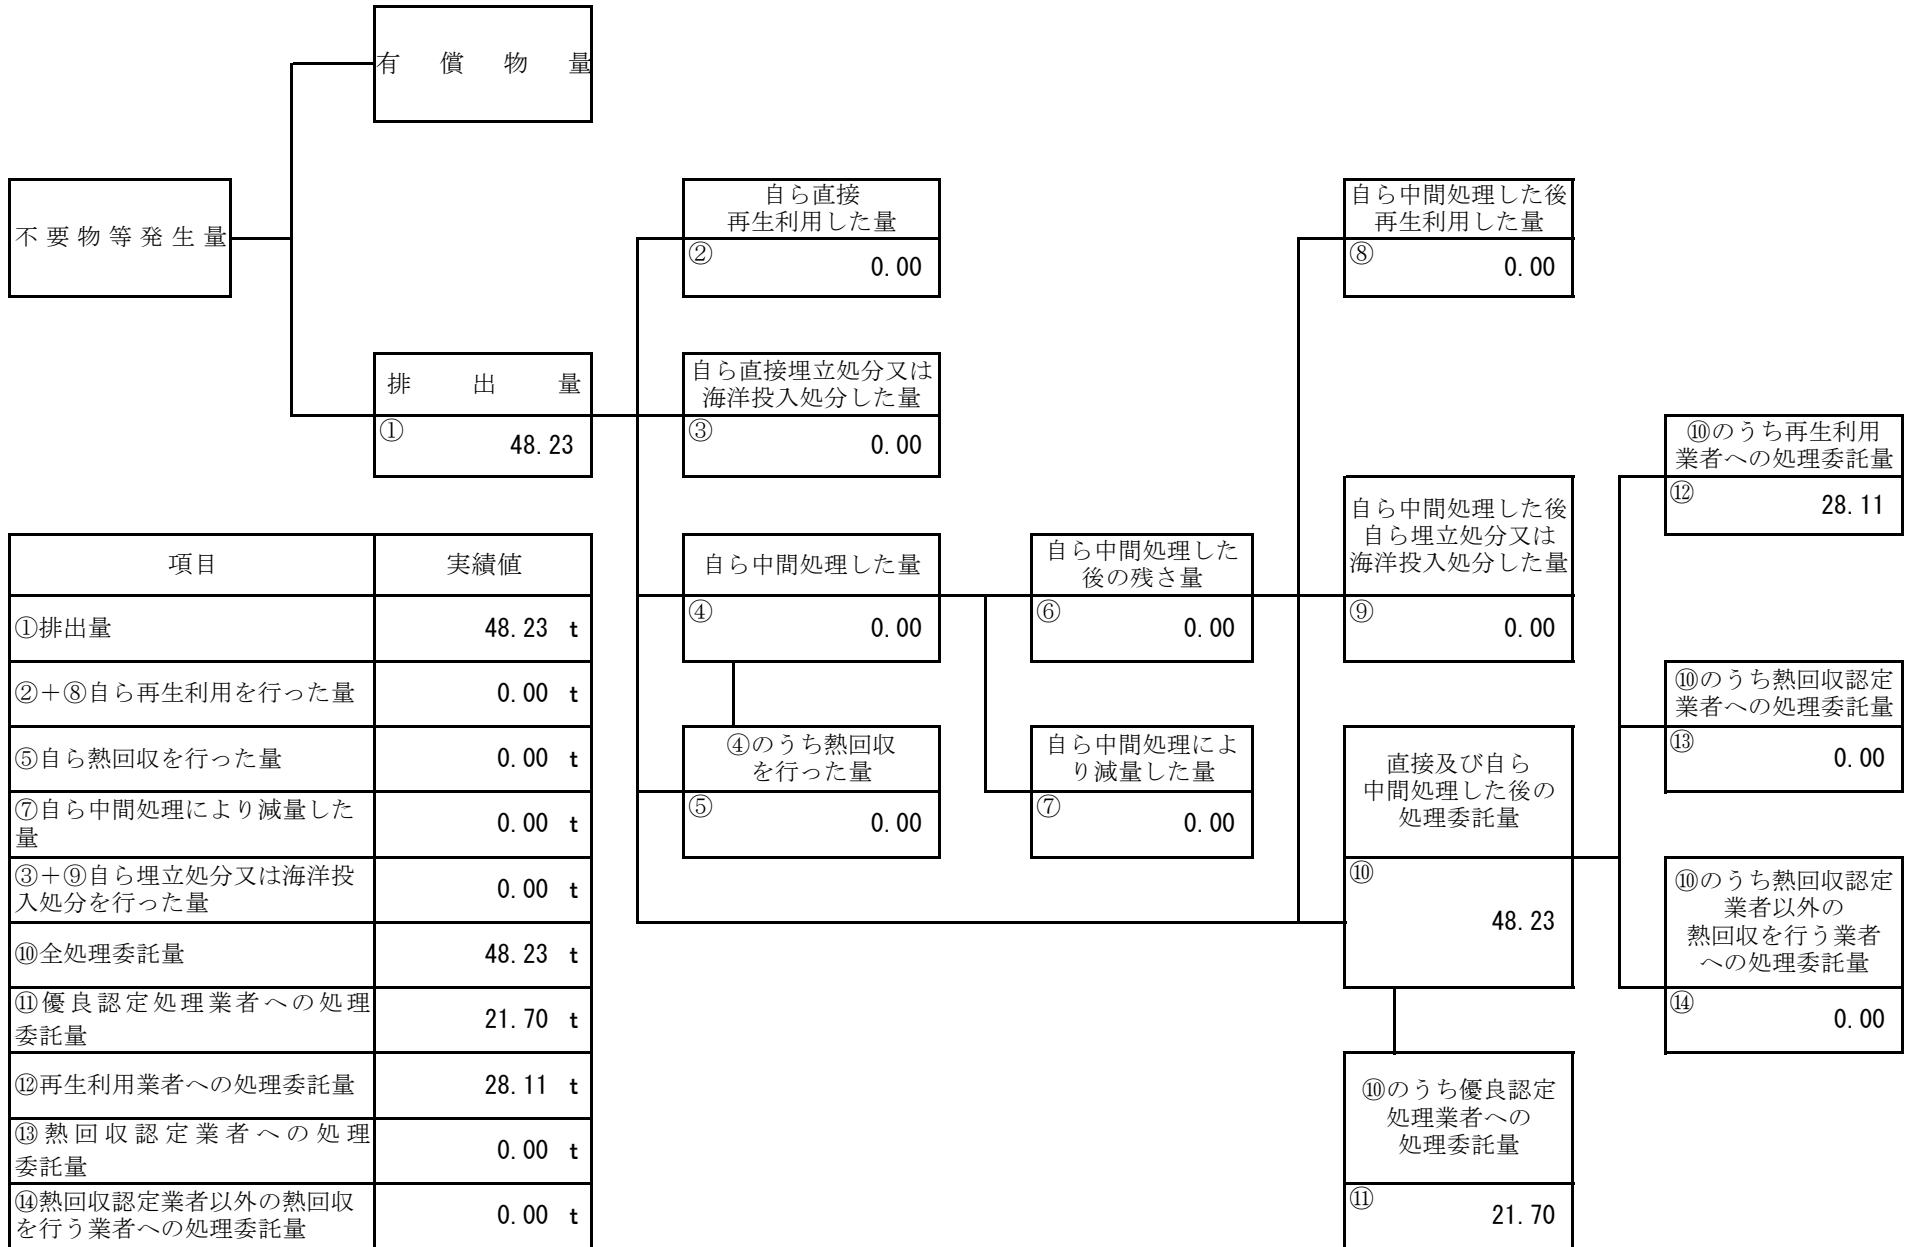 有償物量
不要物等発生量
自ら直接
再生利用した量
②
0.00
自ら中間処理した後
再生利用した量
⑧
0.00
排出量
①
48.23
自ら直接埋立処分又は
海洋投入処分した量
③
0.00
⑩のうち再生利用
業者への処理委託量
⑫
28.11
自ら中間処理した量
④
0.00
自ら中間処理した
後の残さ量
⑥
0.00
自ら中間処理した後
自ら埋立処分又は
海洋投入処分した量
⑨
0.00
⑩のうち熱回収認定
業者への処理委託量
⑬
0.00
④のうち熱回収
を行った量
⑤
0.00
自ら中間処理によ
り減量した量
⑦
0.00
直接及び自ら
中間処理した後の
処理委託量
⑩
48.23
⑩のうち熱回収認定
業者以外の
熱回収を行う業者
への処理委託量
⑭
0.00
⑩のうち優良認定
処理業者への
処理委託量
⑪
21.70
項目 実績値
①排出量 48.23 t
②＋⑧自ら再生利用を行った量 0.00 t
⑤自ら熱回収を行った量 0.00 t
⑦自ら中間処理により減量した
量 0.00 t
③＋⑨自ら埋立処分又は海洋投
入処分を行った量 0.00 t
⑩全処理委託量 48.23 t
⑪優良認定処理業者への処理
委託量 21.70 t
⑫再生利用業者への処理委託量 28.11 t
⑬熱回収認定業者への処理
委託量 0.00 t
⑭熱回収認定業者以外の熱回収
を行う業者への処理委託量 0.00 t